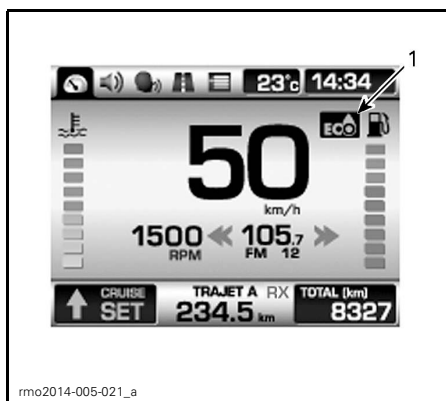 1
23°c 14:34
ECO
50
km/h
1500 105.7
RPM FM 12
CRUISE TRAJET A RX TOTAL (km)
SET 234.5 km 8327
rmo2014-005-021_a